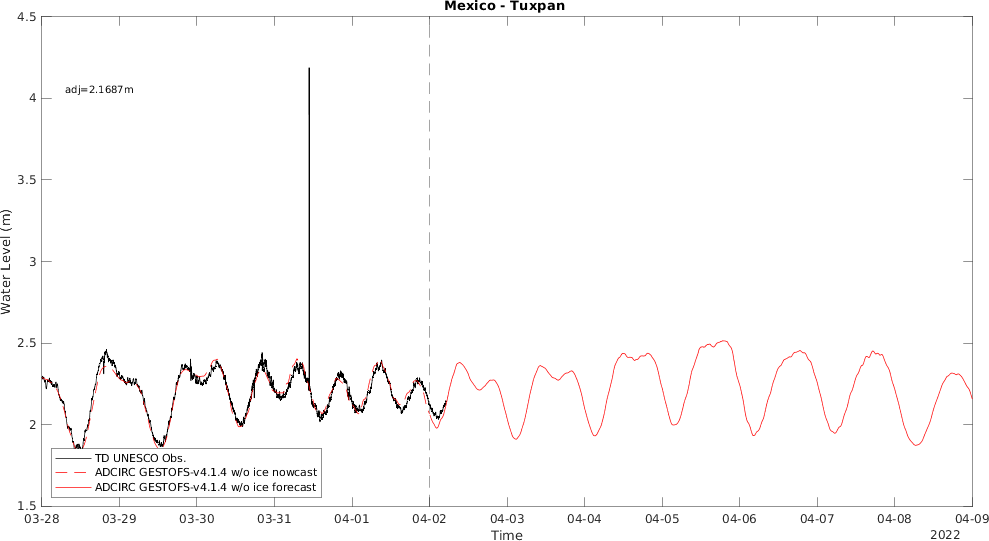 Mexico - Tuxpan
4.5
adj=2.1687m
4
3.5
3
2.5
2
1.5
Water Level (m)
TD UNESCO Obs.
ADCIRC GESTOFS-v4.1.4 w/o ice nowcast
ADCIRC GESTOFS-v4.1.4 w/o ice forecast
03-28 03-29 03-30 03-31 04-01 04-02 04-03 04-04 04-05 04-06 04-07 04-08 04-09
Time
2022